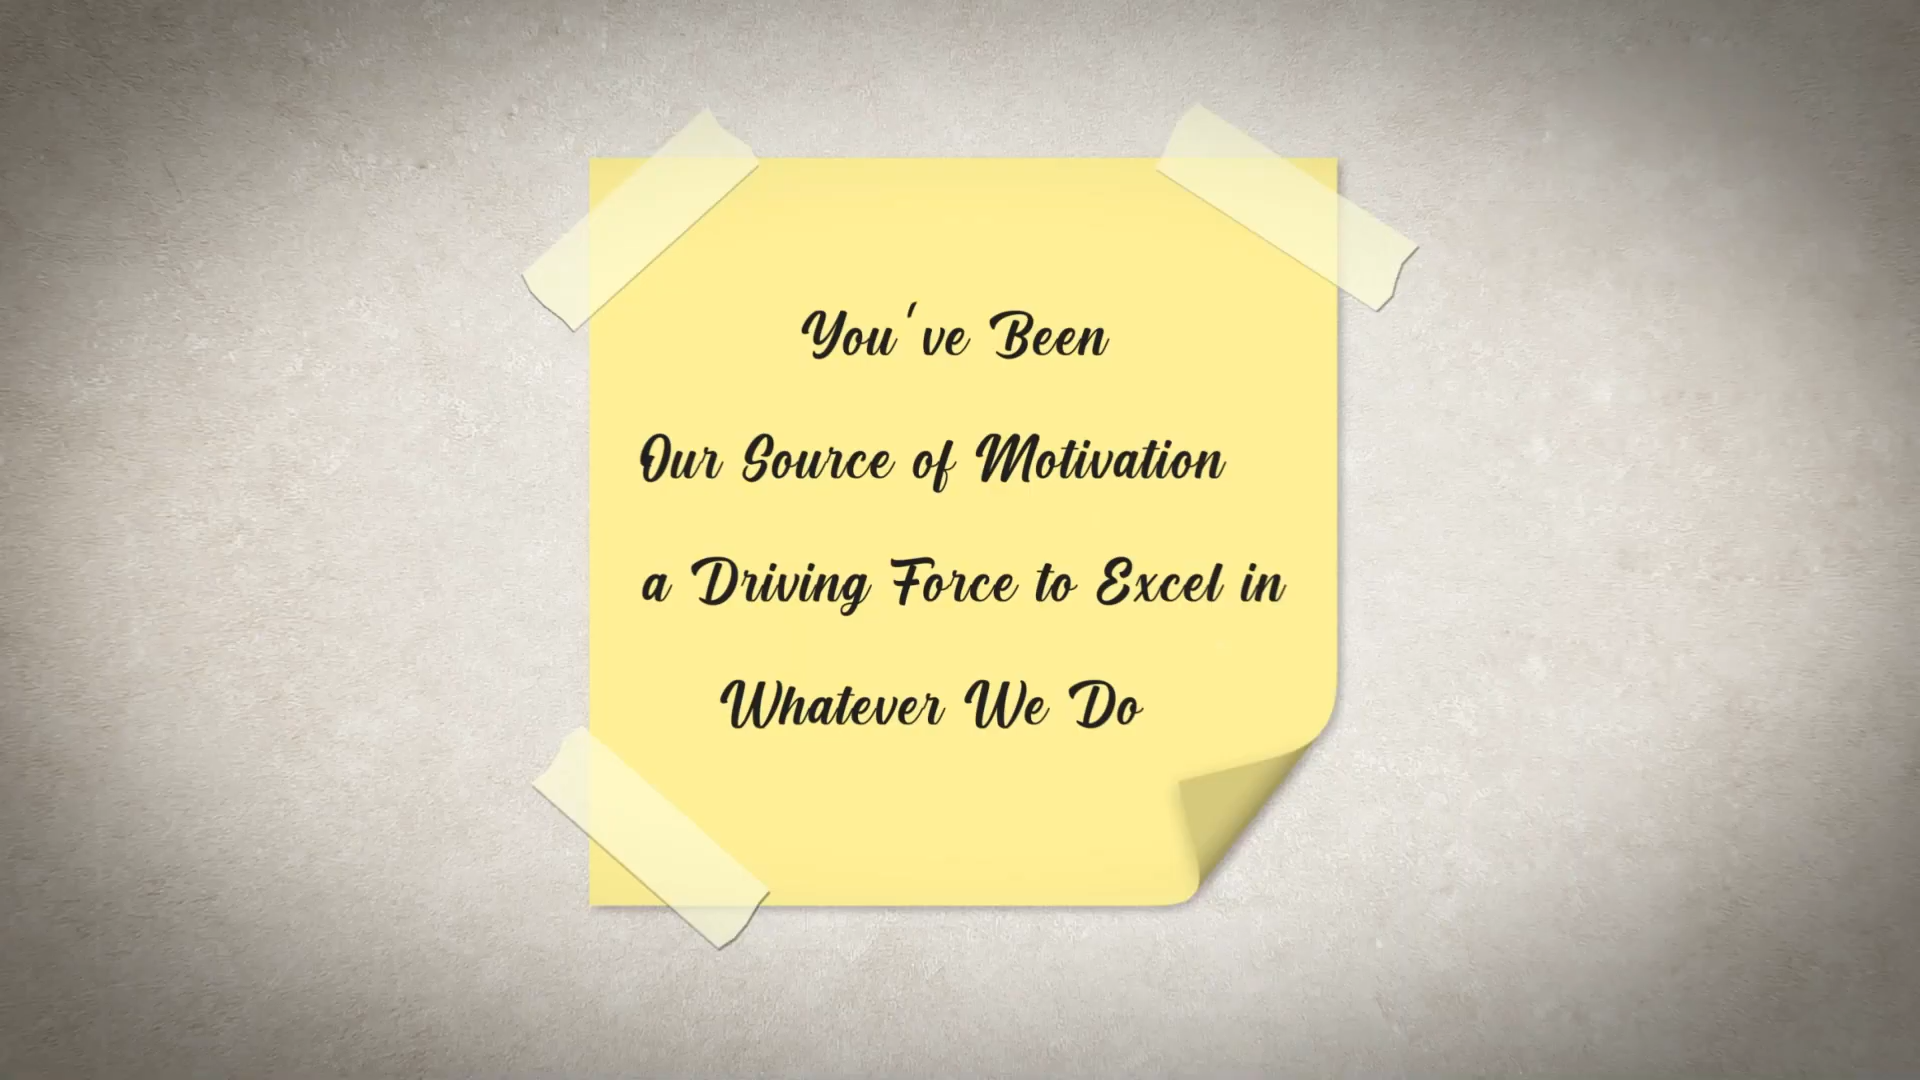 You've Been
Our Source of Motivation
a Driving Force to Excel in
Whatever We Do